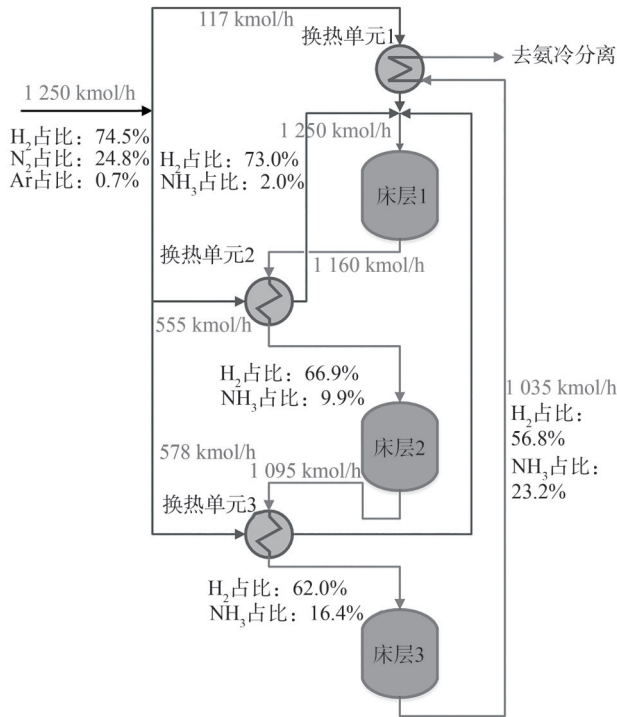 117 kmol/h
换热单元1
去氨冷分离
1 250 kmol/h
H₂占比：74.5%
N₂占比：24.8%
Ar占比：0.7%
1 250 kmol/h
H₂占比：73.0%
NH₃占比：2.0%
床层1
换热单元2
1 160 kmol/h
555 kmol/h
H₂占比：66.9%
NH₃占比：9.9%
1 035 kmol/h
H₂占比：
56.8%
NH₃占比：
23.2%
床层2
578 kmol/h
1 095 kmol/h
换热单元3
H₂占比：62.0%
NH₃占比：16.4%
床层3